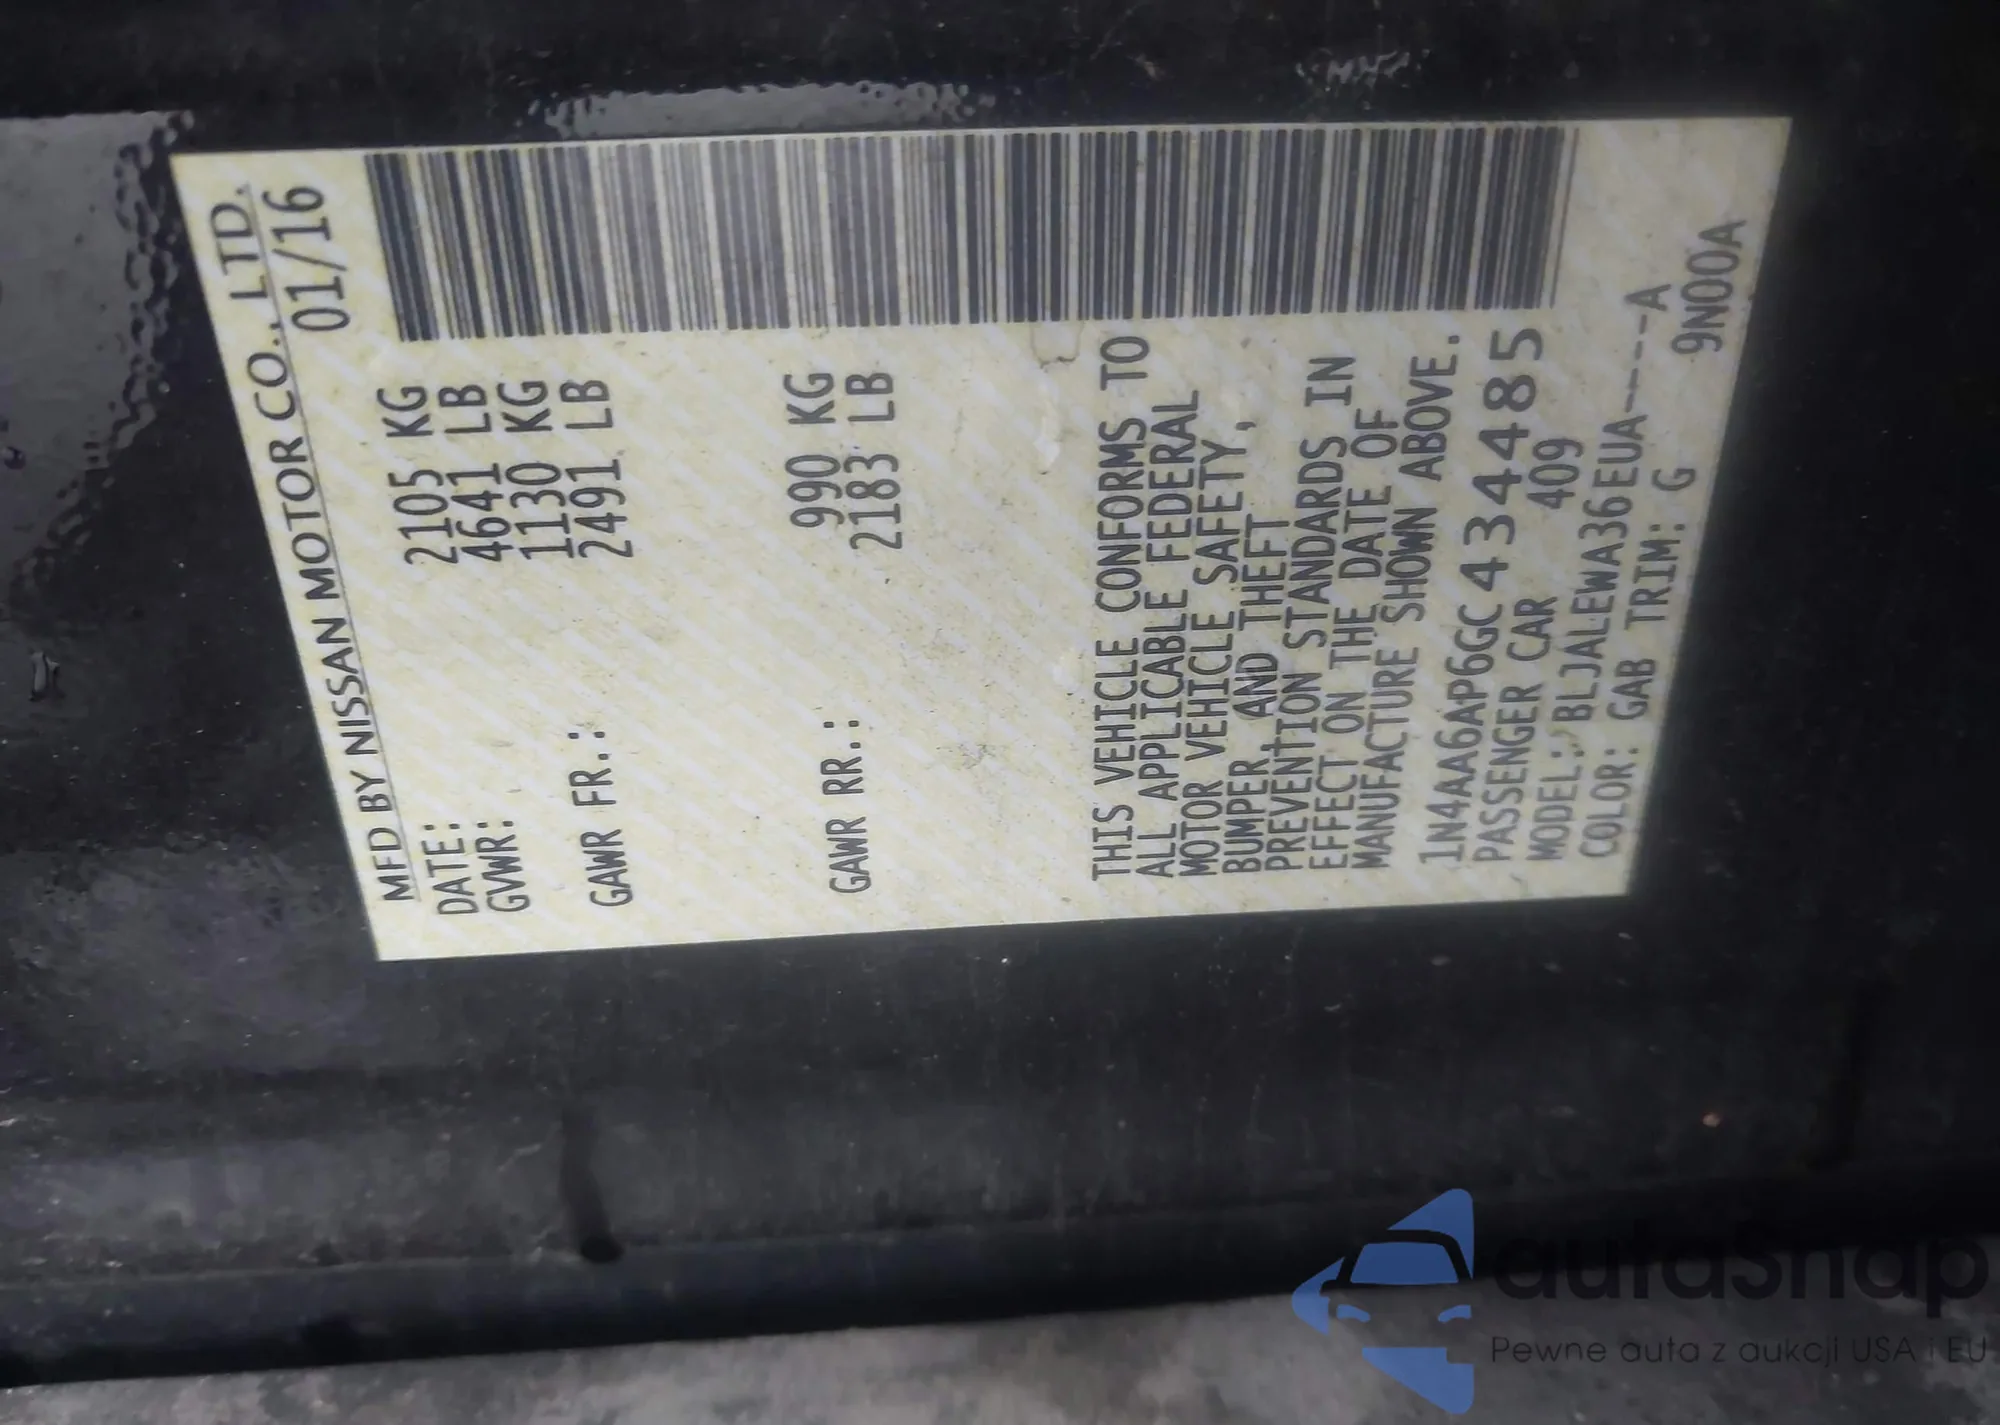 MFD BY NISSAN MOTOR CO., LTD.
DATE: 01/16
GVWR: 2105 KG
4641 LB
GAWR FR.: 1130 KG
2491 LB
GAWR RR.: 990 KG
2183 LB
THIS VEHICLE CONFORMS TO
ALL APPLICABLE FEDERAL
MOTOR VEHICLE SAFETY,
BUMPER, AND THEFT
PREVENTION STANDARDS IN
EFFECT ON THE DATE OF
MANUFACTURE SHOWN ABOVE.
1N4AA6AP6GC434485
PASSENGER CAR 409
MODEL: BLJALEWA36EUA-----A
COLOR: GAB TRIM: G 9N00A
autaSnap
Pewne auta z aukcji USA i EU